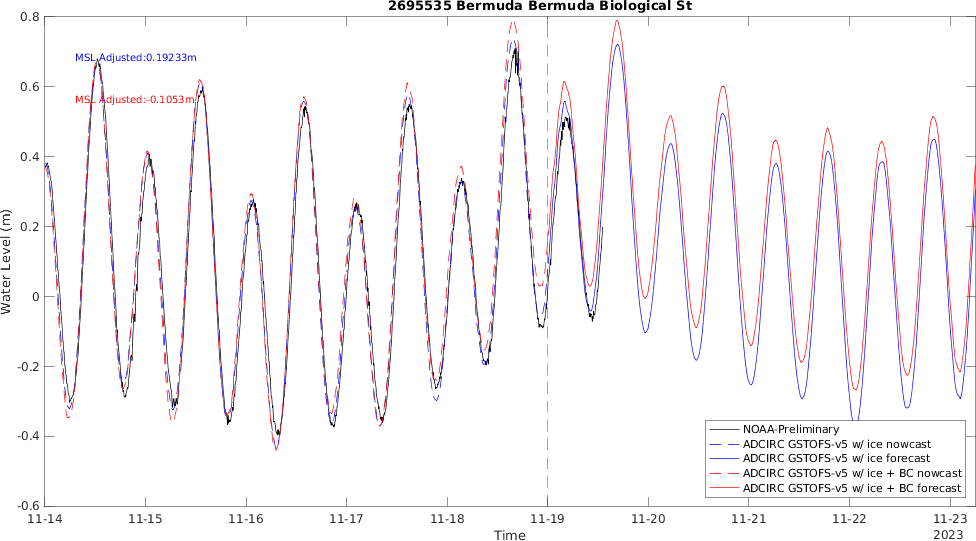 2695535 Bermuda Bermuda Biological St
MSL Adjusted:0.19233m
MSL Adjusted:-0.1053m
Water Level (m)
0.8
0.6
0.4
0.2
0
-0.2
-0.4
-0.6
NOAA-Preliminary
ADCIRC GSTOFS-v5 w/ ice nowcast
ADCIRC GSTOFS-v5 w/ ice forecast
ADCIRC GSTOFS-v5 w/ ice + BC nowcast
ADCIRC GSTOFS-v5 w/ ice + BC forecast
11-14 11-15 11-16 11-17 11-18 11-19 11-20 11-21 11-22 11-23
Time
2023